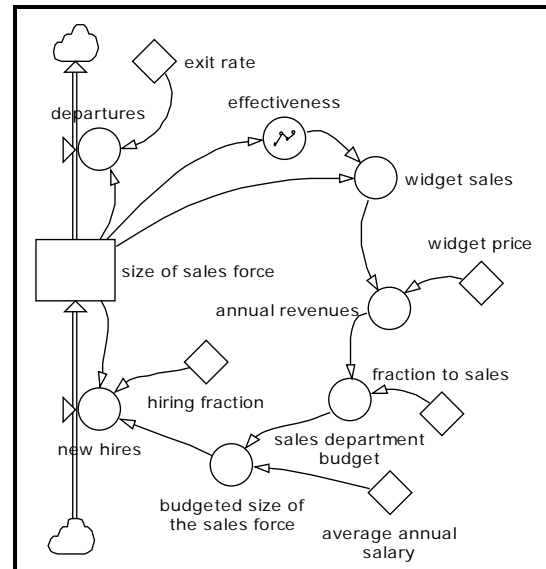 exit rate
departures
effectiveness
widget sales
size of sales force
widget price
annual revenues
fraction to sales
hiring fraction
new hires
sales department
budget
budgeted size of
the sales force
average annual
salary